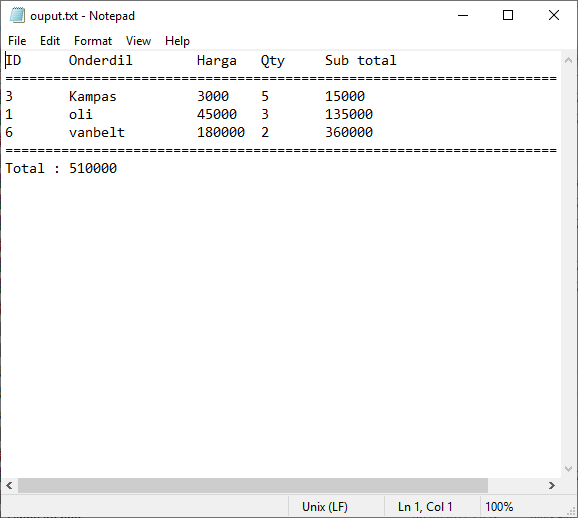 ouput.txt - Notepad
File Edit Format View Help
ID Onderdil Harga Qty Sub total
=====================================================================
3 Kampas 3000 5 15000
1 oli 45000 3 135000
6 vanbelt 180000 2 360000
=====================================================================
Total : 510000
Unix (LF) Ln 1, Col 1 100%